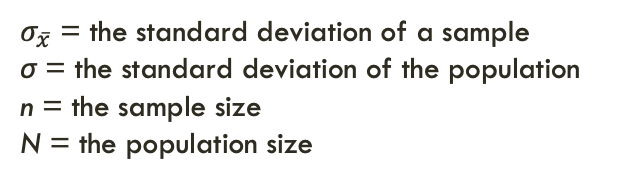 σx̄ = the standard deviation of a sample
σ = the standard deviation of the population
n = the sample size
N = the population size